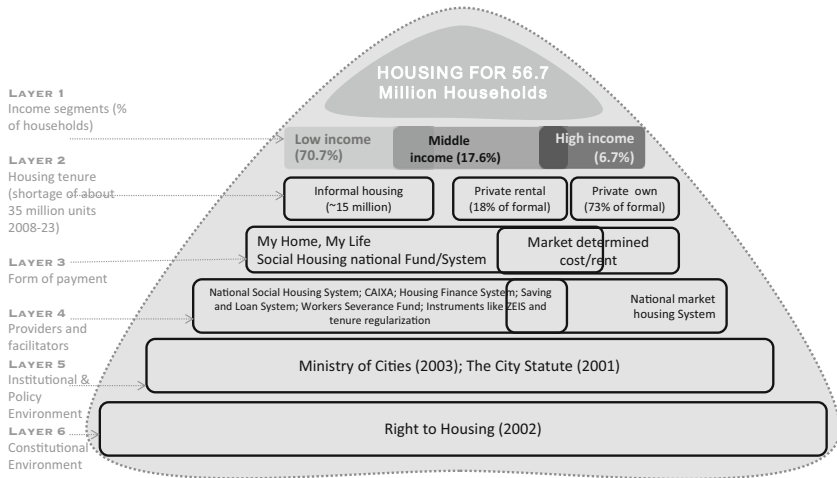 HOUSING FOR 56.7
Million Households
LAYER 1
Income segments (%
of households)
Low income
(70.7%)
Middle
income (17.6%)
High income
(6.7%)
LAYER 2
Housing tenure
(shortage of about
35 million units
2008-23)
Informal housing
(~15 million)
Private rental
(18% of formal)
Private own
(73% of formal)
LAYER 3
Form of payment
My Home, My Life
Social Housing national Fund/System
Market determined
cost/rent
LAYER 4
Providers and
facilitators
National Social Housing System; CAIXA; Housing Finance System; Saving
and Loan System; Workers Severance Fund; Instruments like ZEIS and
tenure regularization
National market
housing System
LAYER 5
Institutional &
Policy
Environment
Ministry of Cities (2003); The City Statute (2001)
LAYER 6
Constitutional
Environment
Right to Housing (2002)